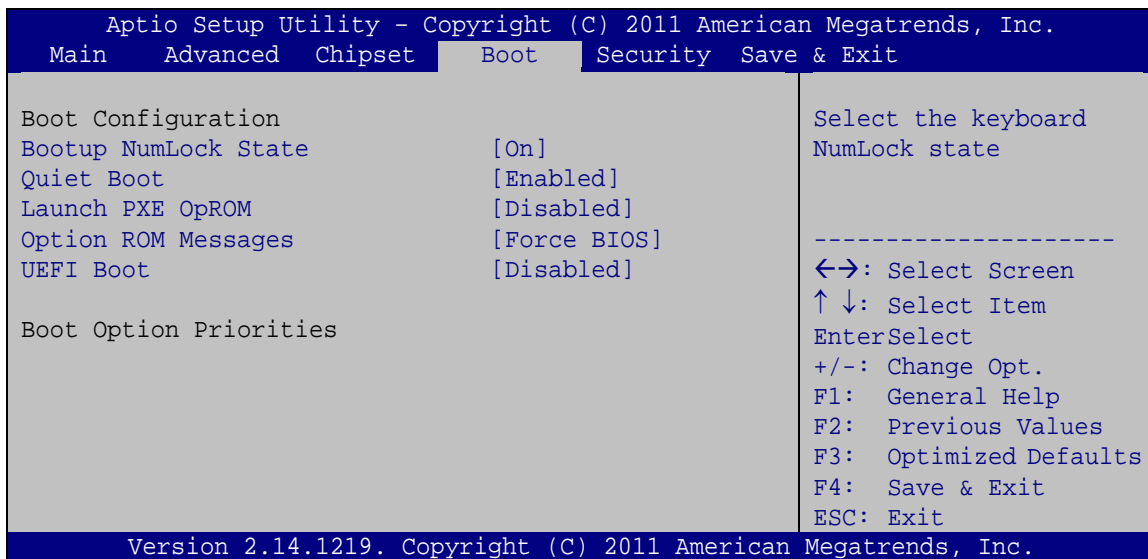 Aptio Setup Utility – Copyright (C) 2011 American Megatrends, Inc.
Main Advanced Chipset Boot Security Save & Exit
Boot Configuration
Bootup NumLock State [On]
Quiet Boot [Enabled]
Launch PXE OpROM [Disabled]
Option ROM Messages [Force BIOS]
UEFI Boot [Disabled]
Boot Option Priorities
Select the keyboard
NumLock state
---------------------
←→: Select Screen
↑ ↓: Select Item
EnterSelect
+/-: Change Opt.
F1: General Help
F2: Previous Values
F3: Optimized Defaults
F4: Save & Exit
ESC: Exit
Version 2.14.1219. Copyright (C) 2011 American Megatrends, Inc.